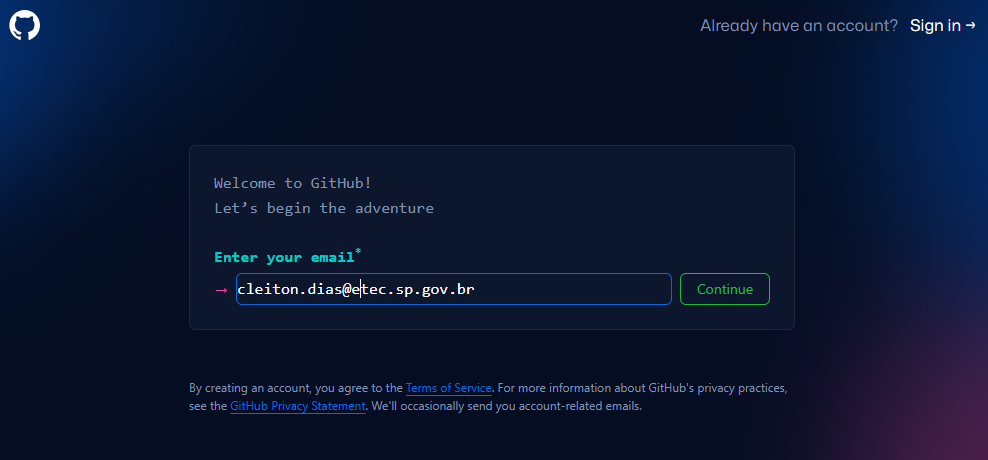 Already have an account? Sign in →
Welcome to GitHub!
Let’s begin the adventure
Enter your email*
→ cleiton.dias@etec.sp.gov.br Continue
By creating an account, you agree to the Terms of Service. For more information about GitHub's privacy practices,
see the GitHub Privacy Statement. We'll occasionally send you account-related emails.